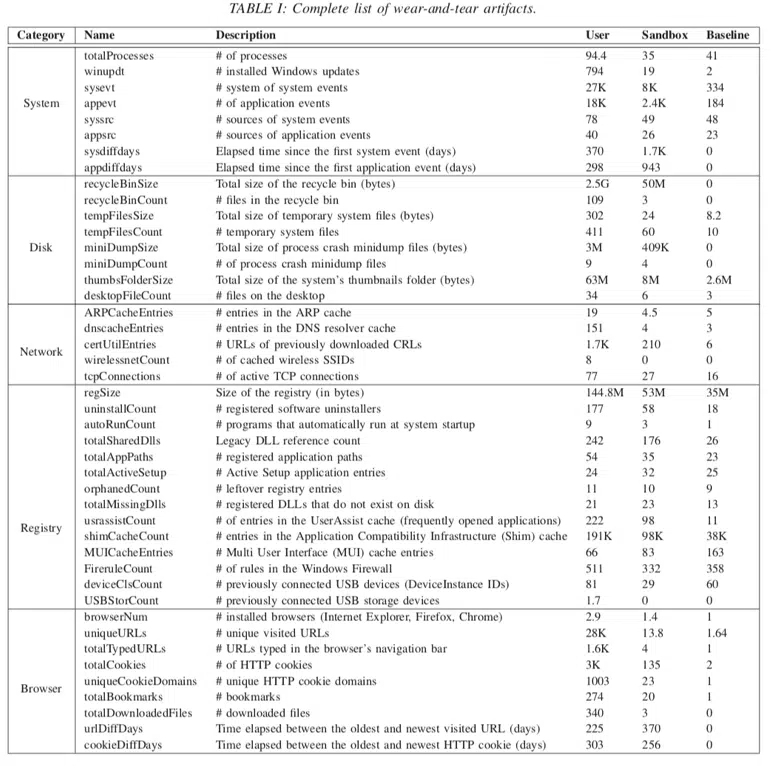 TABLE I: Complete list of wear-and-tear artifacts.
Category Name Description User Sandbox Baseline
System
totalProcesses # of processes 94.4 35 41
winupdt # installed Windows updates 794 19 2
sysevt # system of system events 27K 8K 334
appevt # of application events 18K 2.4K 184
syssrc # sources of system events 78 49 48
appsrc # sources of application events 40 26 23
sysdiffdays Elapsed time since the first system event (days) 370 1.7K 0
appdiffdays Elapsed time since the first application event (days) 298 943 0
Disk
recycleBinSize Total size of the recycle bin (bytes) 2.5G 50M 0
recycleBinCount # files in the recycle bin 109 3 0
tempFilesSize Total size of temporary system files (bytes) 302 24 8.2
tempFilesCount # temporary system files 411 60 10
miniDumpSize Total size of process crash minidump files (bytes) 3M 409K 0
miniDumpCount # of process crash minidump files 9 4 0
thumbsFolderSize Total size of the system's thumbnails folder (bytes) 63M 8M 2.6M
desktopFileCount # files on the desktop 34 6 3
Network
ARPCacheEntries # entries in the ARP cache 19 4.5 5
dnscacheEntries # entries in the DNS resolver cache 151 4 3
certUtilEntries # URLs of previously downloaded CRLs 1.7K 210 6
wirelessnetCount # of cached wireless SSIDs 8 0 0
tcpConnections # of active TCP connections 77 27 16
Registry
regSize Size of the registry (in bytes) 144.8M 53M 35M
uninstallCount # registered software uninstallers 177 58 18
autoRunCount # programs that automatically run at system startup 9 3 1
totalSharedDlls Legacy DLL reference count 242 176 26
totalAppPaths # registered application paths 54 35 23
totalActiveSetup # Active Setup application entries 24 32 25
orphanedCount # leftover registry entries 11 10 9
totalMissingDlls # registered DLLs that do not exist on disk 21 23 13
usrassistCount # of entries in the UserAssist cache (frequently opened applications) 222 98 11
shimCacheCount # entries in the Application Compatibility Infrastructure (Shim) cache 191K 98K 38K
MUICacheEntries # Multi User Interface (MUI) cache entries 66 83 163
FireruleCount # of rules in the Windows Firewall 511 332 358
deviceClsCount # previously connected USB devices (DeviceInstance IDs) 81 29 60
USBStorCount # previously connected USB storage devices 1.7 0 0
Browser
browserNum # installed browsers (Internet Explorer, Firefox, Chrome) 2.9 1.4 1
uniqueURLs # unique visited URLs 28K 13.8 1.64
totalTypedURLs # URLs typed in the browser's navigation bar 1.6K 4 1
totalCookies # of HTTP cookies 3K 135 2
uniqueCookieDomains # unique HTTP cookie domains 1003 23 1
totalBookmarks # bookmarks 274 20 1
totalDownloadedFiles # downloaded files 340 3 0
urlDiffDays Time elapsed between the oldest and newest visited URL (days) 225 370 0
cookieDiffDays Time elapsed between the oldest and newest HTTP cookie (days) 303 256 0